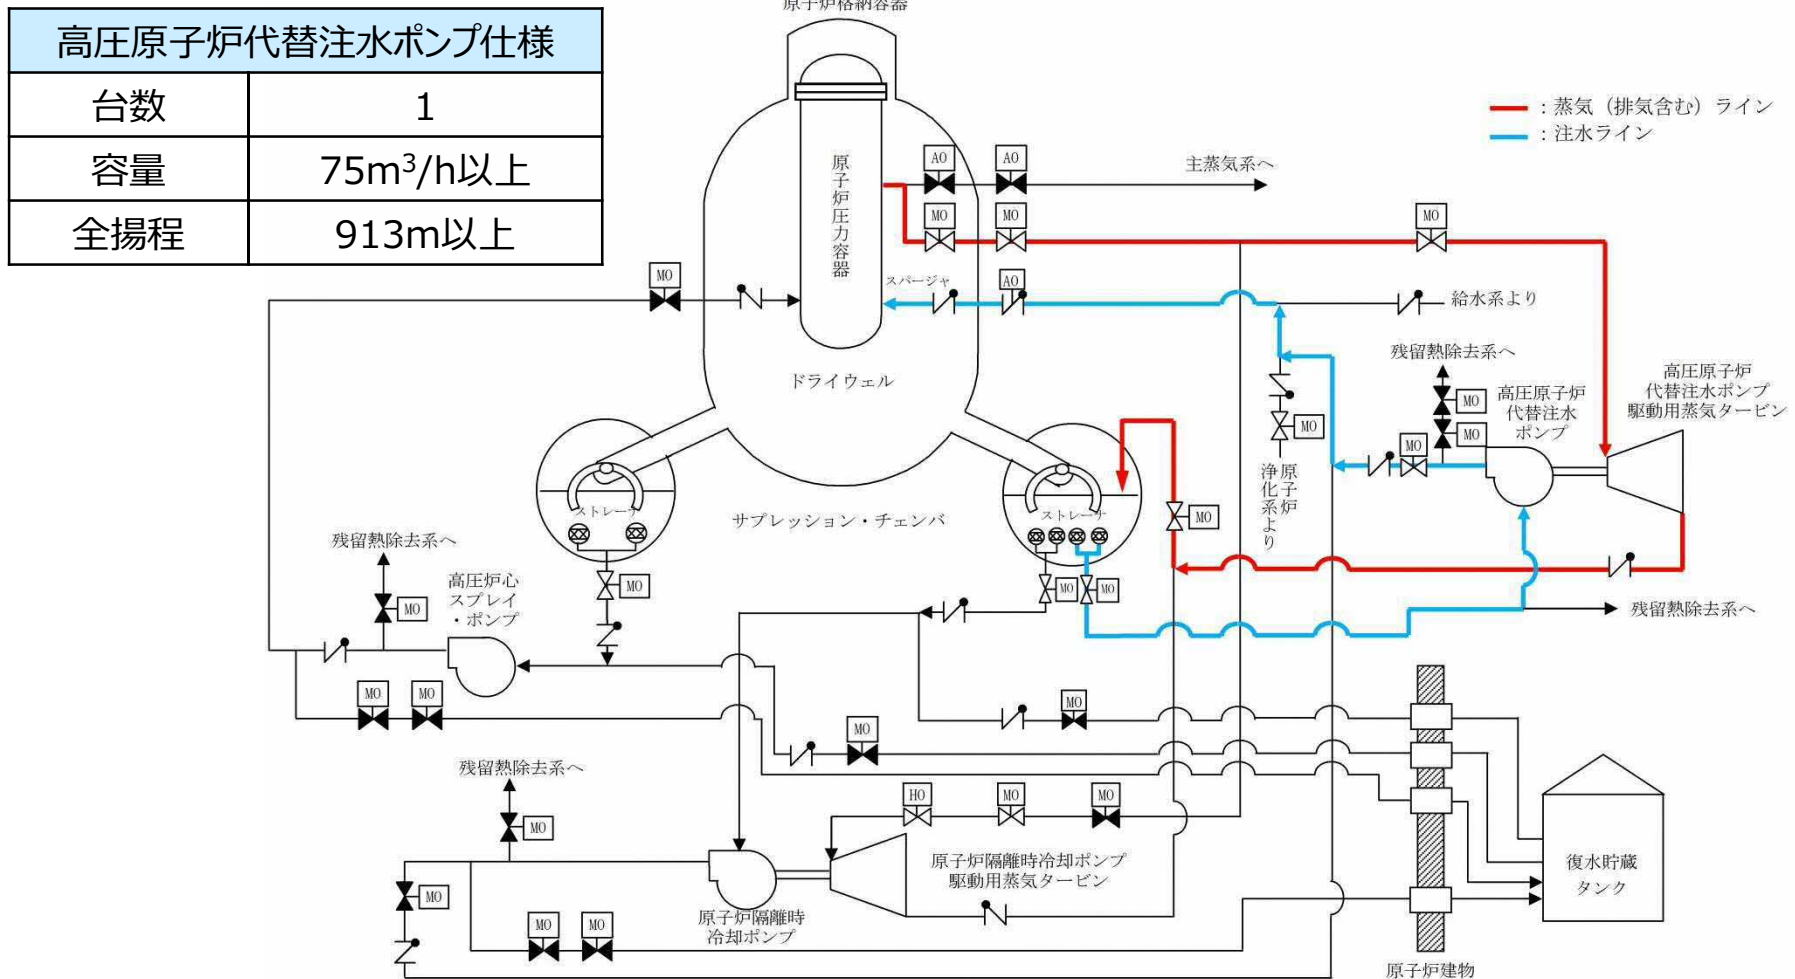 高圧原子炉代替注水ポンプ仕様
台数 1
容量 75m³/h以上
全揚程 913m以上
原子炉格納容器
：蒸気（排気含む）ライン
：注水ライン
原子炉圧力容器
AO
AO
主蒸気系へ
MO
MO
MO
MO
スパージャ
AO
給水系より
ドライウェル
残留熱除去系へ
MO
MO
MO
MO
高圧原子炉
代替注水
ポンプ
高圧原子炉
代替注水ポンプ
駆動用蒸気タービン
原子炉
浄化系より
ストレーナ
サプレッション・チェンバ
ストレーナ
MO
MO
MO
MO
残留熱除去系へ
MO
高圧炉心
スプレイ
・ポンプ
残留熱除去系へ
MO
MO
MO
MO
残留熱除去系へ
MO
HO
MO
MO
MO
原子炉隔離時冷却ポンプ
駆動用蒸気タービン
原子炉隔離時
冷却ポンプ
MO
MO
復水貯蔵
タンク
原子炉建物